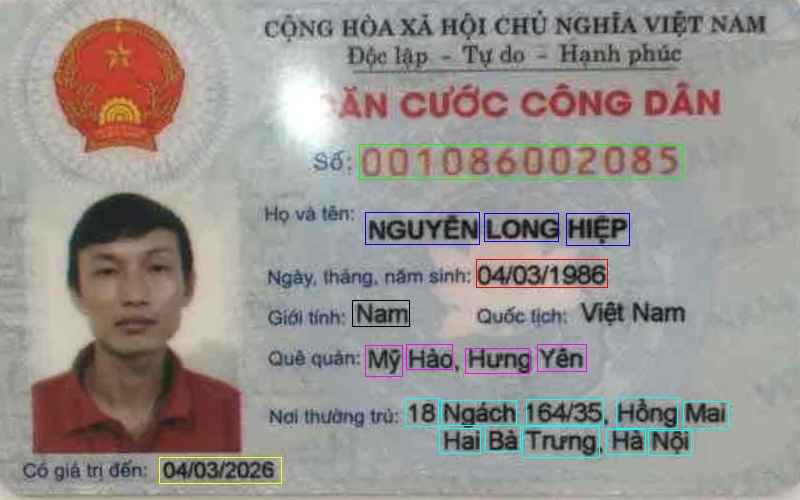 CỘNG HÒA XÃ HỘI CHỦ NGHĨA VIỆT NAM
Độc lập - Tự do - Hạnh phúc
CĂN CƯỚC CÔNG DÂN
Số: 001086002085
Họ và tên: NGUYỄN LONG HIỆP
Ngày, tháng, năm sinh: 04/03/1986
Giới tính: Nam Quốc tịch: Việt Nam
Quê quán: Mỹ Hào, Hưng Yên
Nơi thường trú: 18 Ngách 164/35, Hồng Mai
Hai Bà Trưng, Hà Nội
Có giá trị đến: 04/03/2026